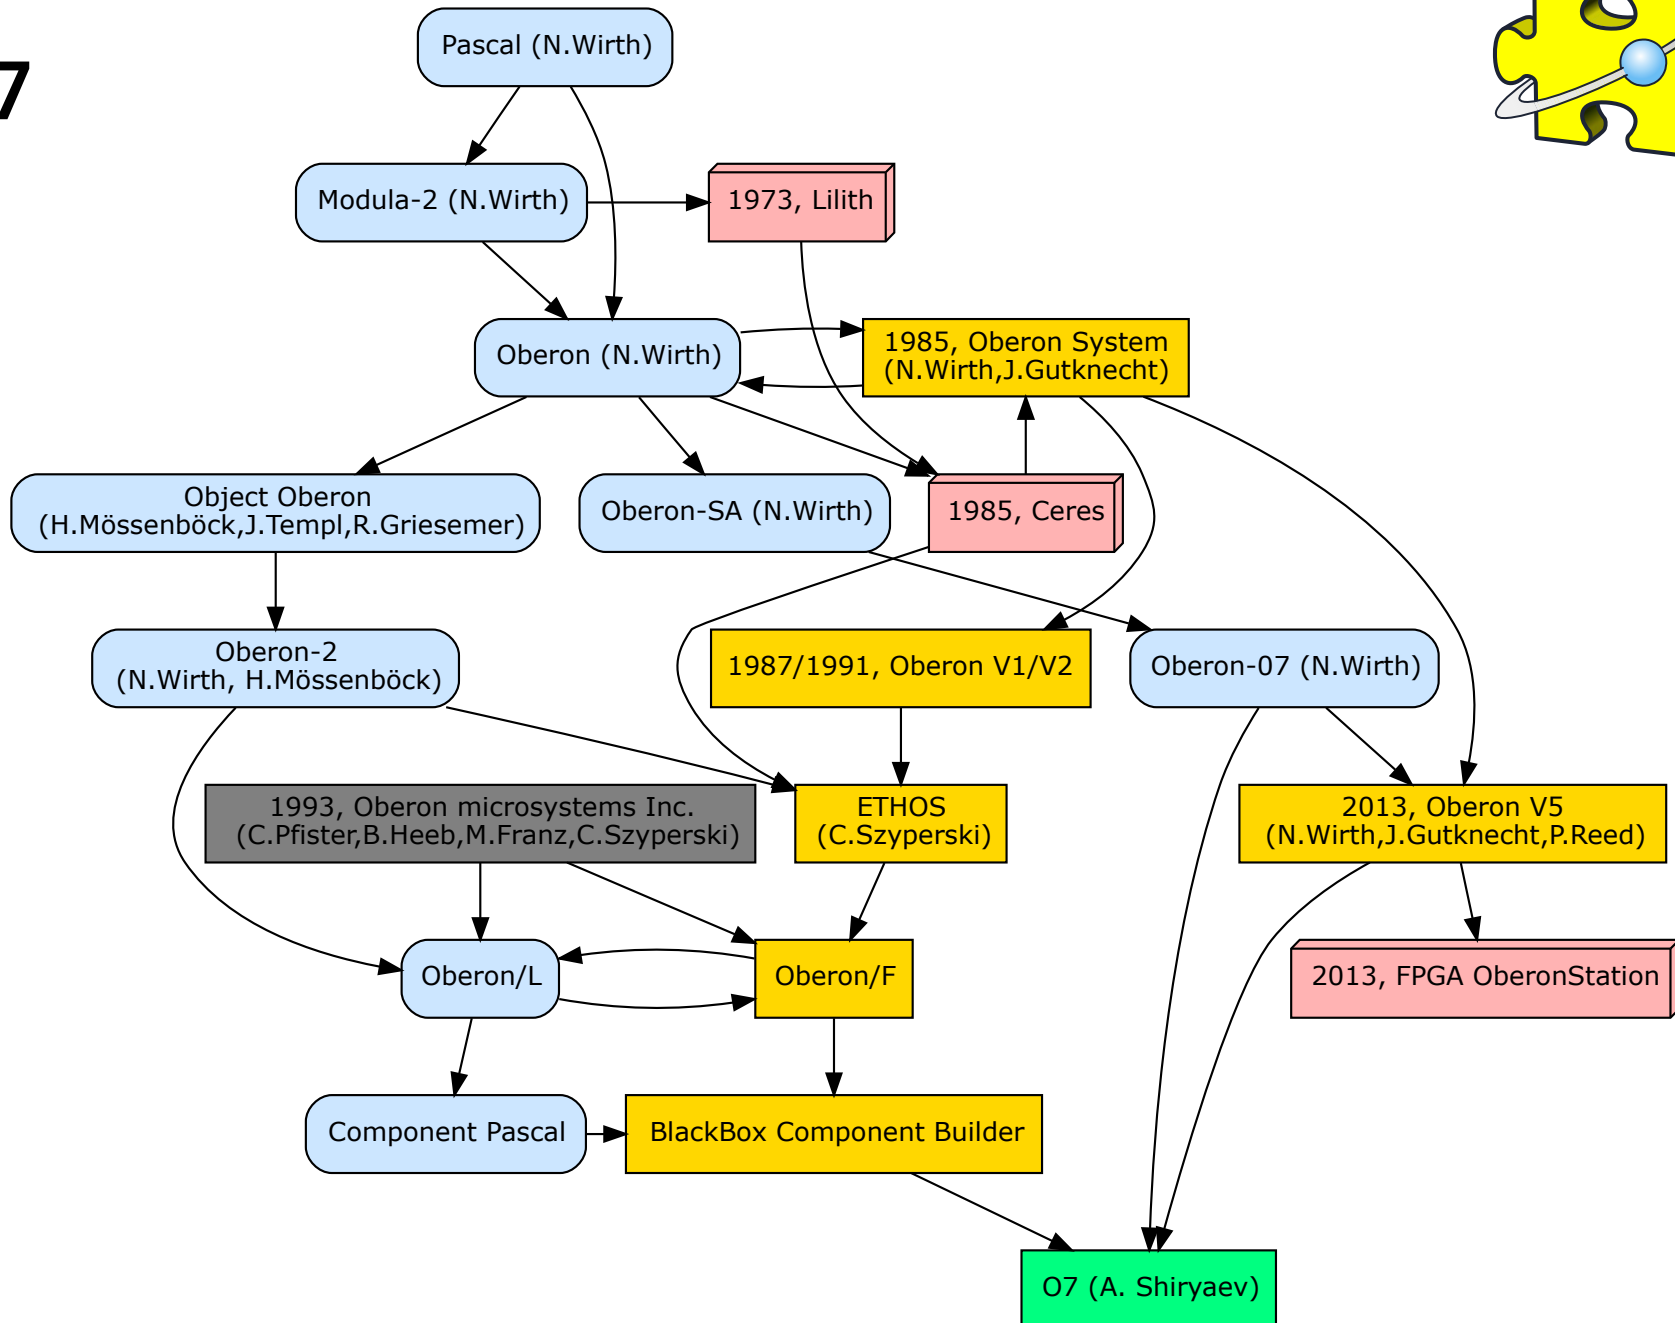 7
Pascal (N.Wirth)
Modula-2 (N.Wirth)
1973, Lilith
Oberon (N.Wirth)
1985, Oberon System
(N.Wirth,J.Gutknecht)
Object Oberon
(H.Mössenböck,J.Templ,R.Griesemer)
Oberon-SA (N.Wirth)
1985, Ceres
Oberon-2
(N.Wirth, H.Mössenböck)
1987/1991, Oberon V1/V2
Oberon-07 (N.Wirth)
1993, Oberon microsystems Inc.
(C.Pfister,B.Heeb,M.Franz,C.Szyperski)
ETHOS
(C.Szyperski)
2013, Oberon V5
(N.Wirth,J.Gutknecht,P.Reed)
Oberon/L
Oberon/F
2013, FPGA OberonStation
Component Pascal
BlackBox Component Builder
O7 (A. Shiryaev)